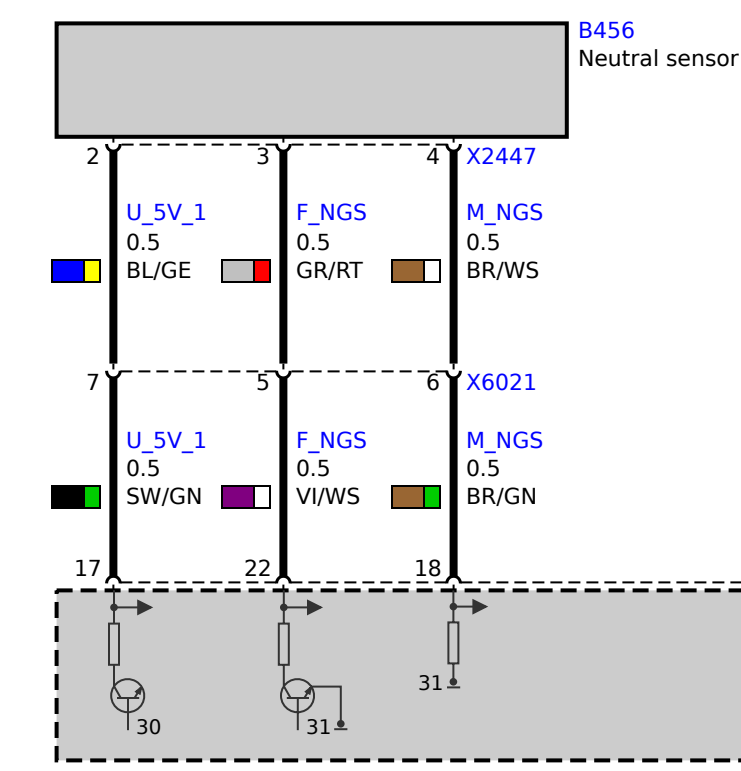 B456
Neutral sensor
2 3 4 X2447
U_5V_1 F_NGS M_NGS
0.5 0.5 0.5
BL/GE GR/RT BR/WS
7 5 6 X6021
U_5V_1 F_NGS M_NGS
0.5 0.5 0.5
SW/GN VI/WS BR/GN
17 22 18
31
30 31